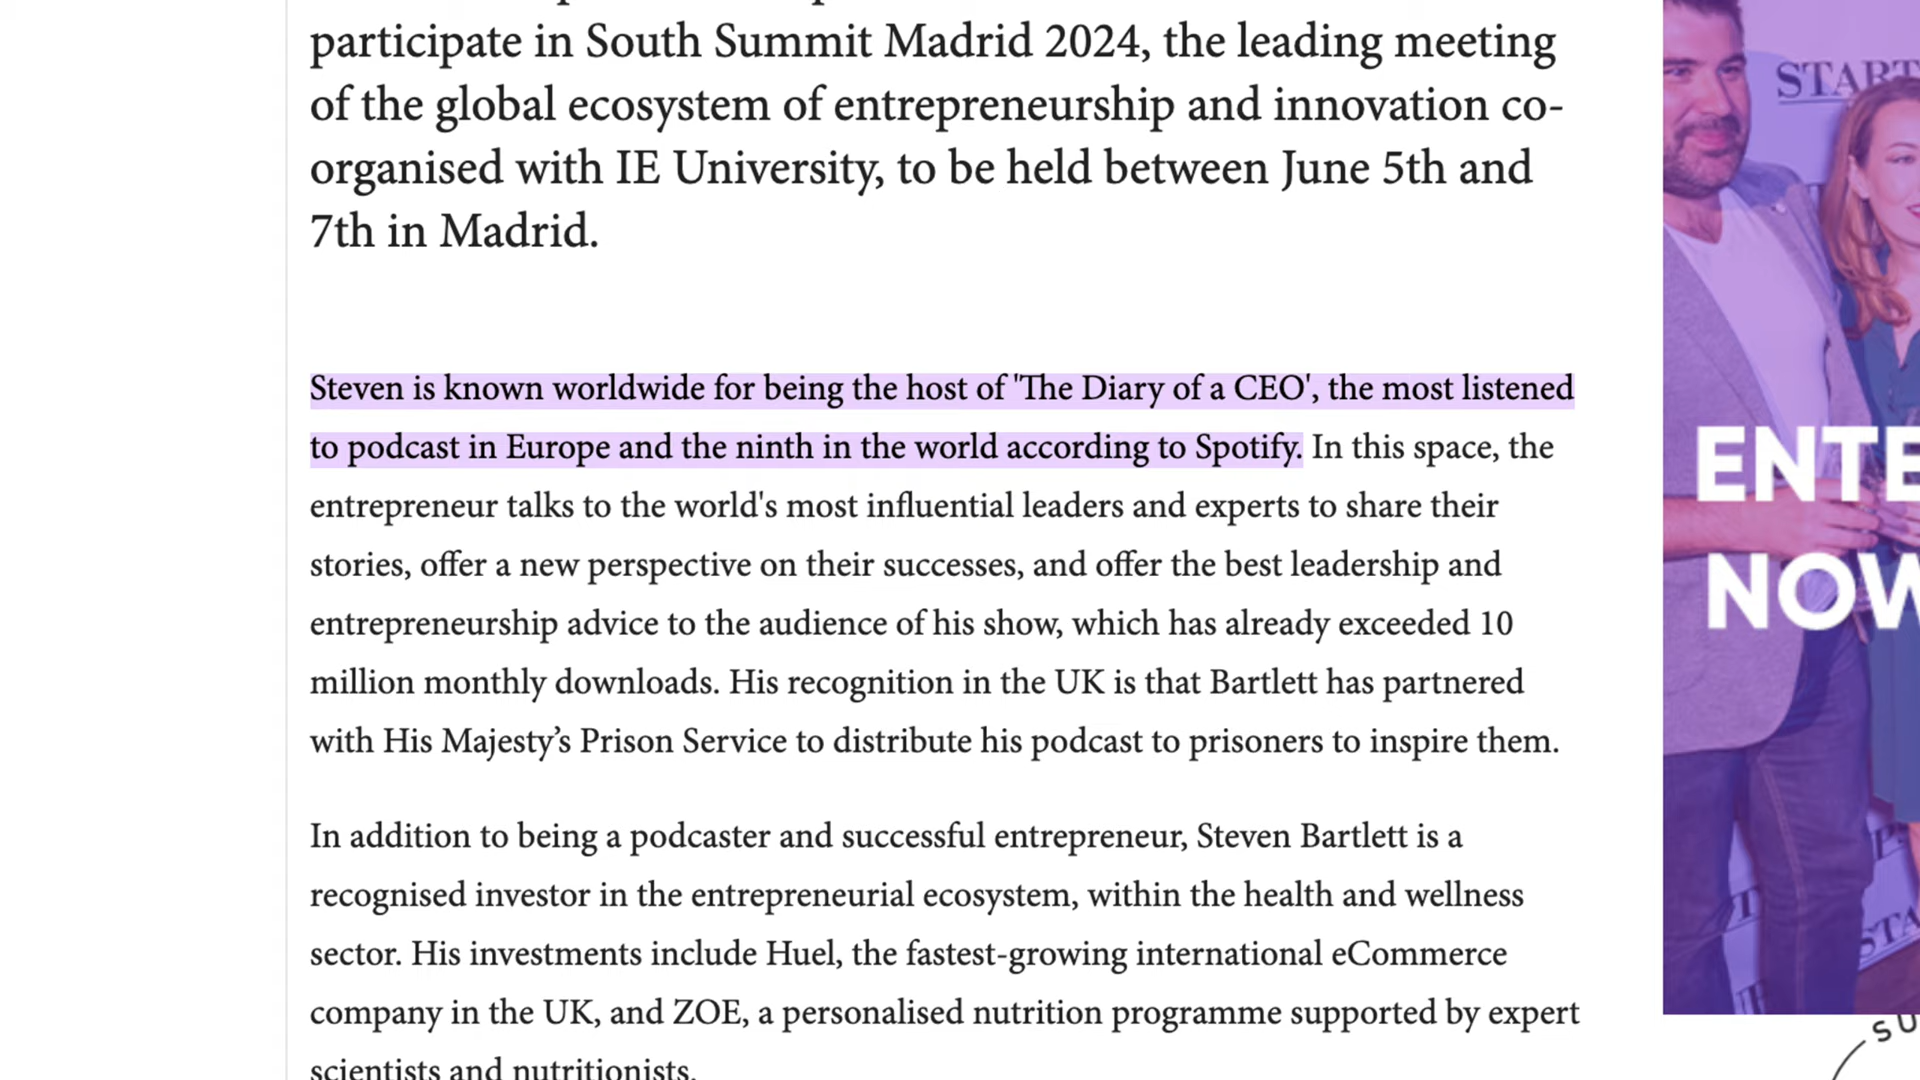 participate in South Summit Madrid 2024, the leading meeting
of the global ecosystem of entrepreneurship and innovation co-
organised with IE University, to be held between June 5th and
7th in Madrid.
Steven is known worldwide for being the host of 'The Diary of a CEO', the most listened
to podcast in Europe and the ninth in the world according to Spotify. In this space, the
entrepreneur talks to the world's most influential leaders and experts to share their
stories, offer a new perspective on their successes, and offer the best leadership and
entrepreneurship advice to the audience of his show, which has already exceeded 10
million monthly downloads. His recognition in the UK is that Bartlett has partnered
with His Majesty’s Prison Service to distribute his podcast to prisoners to inspire them.
In addition to being a podcaster and successful entrepreneur, Steven Bartlett is a
recognised investor in the entrepreneurial ecosystem, within the health and wellness
sector. His investments include Huel, the fastest-growing international eCommerce
company in the UK, and ZOE, a personalised nutrition programme supported by expert
scientists and nutritionists.
START
ENTE
NOW
STA
SU